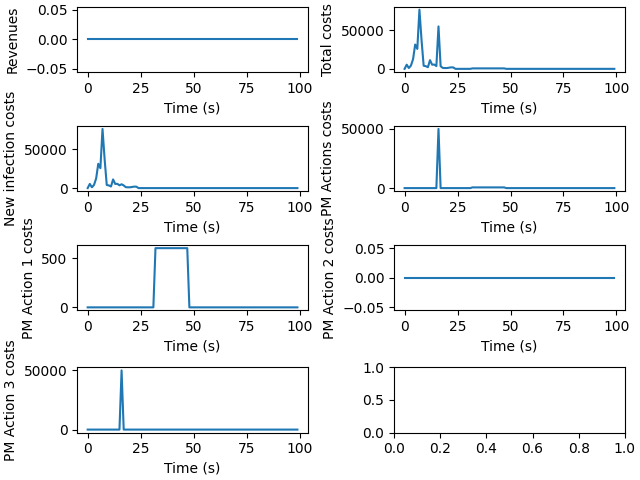 Revenues
0.05
0.00
−0.05
0 25 50 75 100
Time (s)
Total costs
50000
0
0 25 50 75 100
Time (s)
New infection costs
50000
0
0 25 50 75 100
Time (s)
PM Actions costs
50000
0
0 25 50 75 100
Time (s)
PM Action 1 costs
500
0
0 25 50 75 100
Time (s)
PM Action 2 costs
0.05
0.00
−0.05
0 25 50 75 100
Time (s)
PM Action 3 costs
50000
0
0 25 50 75 100
Time (s)
1.0
0.5
0.0
0.0 0.2 0.4 0.6 0.8 1.0